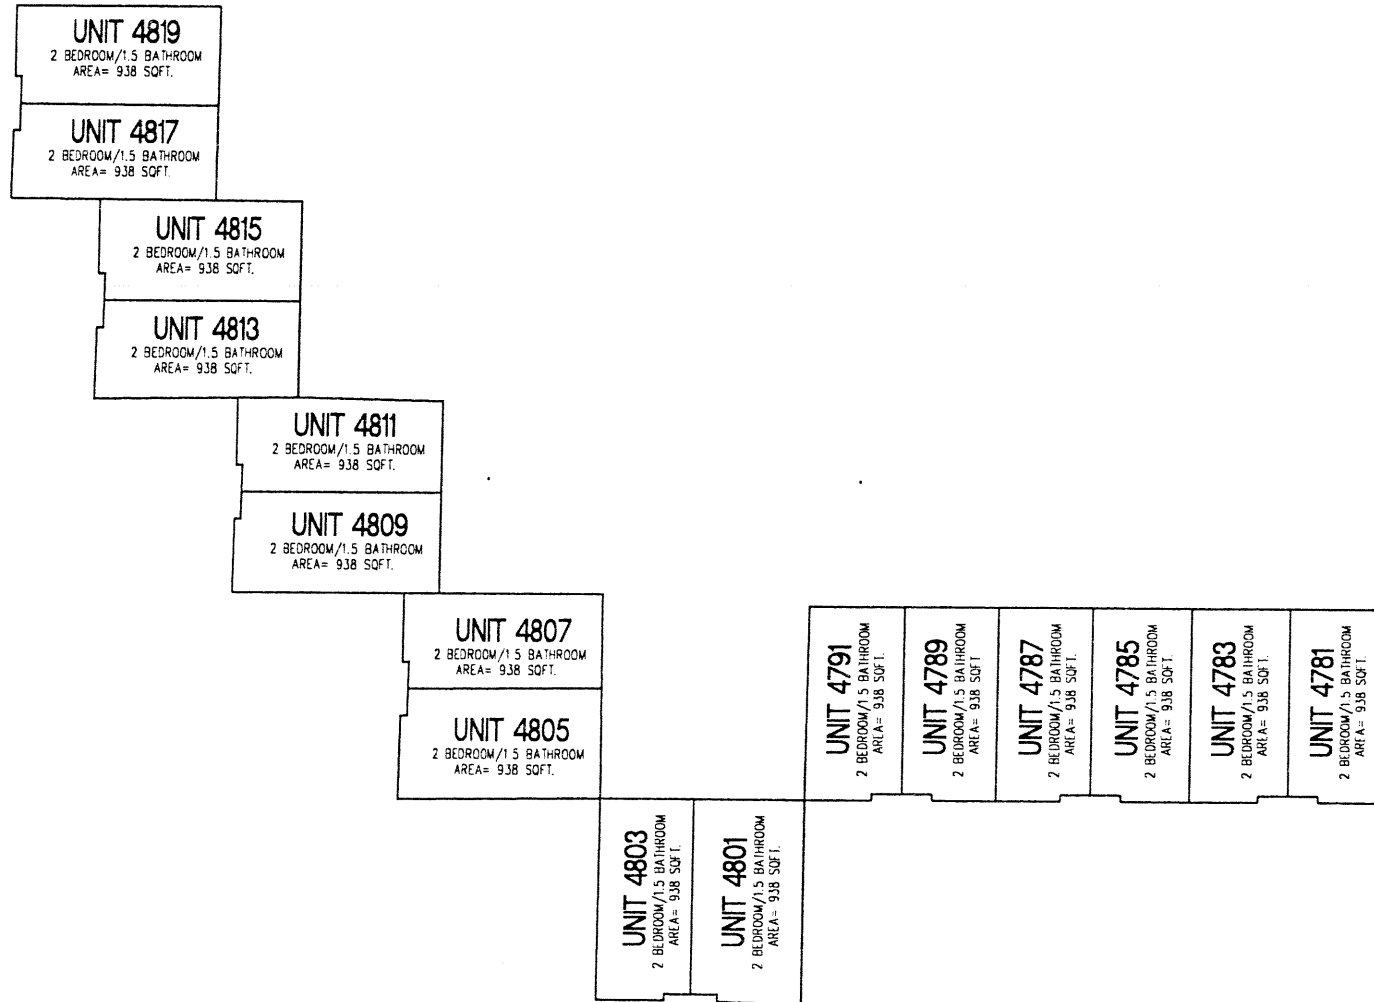 UNIT 4819
2 BEDROOM/1.5 BATHROOM
AREA= 938 SQFT.
UNIT 4817
2 BEDROOM/1.5 BATHROOM
AREA= 938 SQFT.
UNIT 4815
2 BEDROOM/1.5 BATHROOM
AREA= 938 SQFT.
UNIT 4813
2 BEDROOM/1.5 BATHROOM
AREA= 938 SQFT.
UNIT 4811
2 BEDROOM/1.5 BATHROOM
AREA= 938 SQFT.
UNIT 4809
2 BEDROOM/1.5 BATHROOM
AREA= 938 SQFT.
UNIT 4807
2 BEDROOM/1.5 BATHROOM
AREA= 938 SQFT.
UNIT 4805
2 BEDROOM/1.5 BATHROOM
AREA= 938 SQFT.
UNIT 4803
2 BEDROOM/1.5 BATHROOM
AREA= 938 SQFT.
UNIT 4801
2 BEDROOM/1.5 BATHROOM
AREA= 938 SQFT.
UNIT 4791
2 BEDROOM/1.5 BATHROOM
AREA= 938 SQFT.
UNIT 4789
2 BEDROOM/1.5 BATHROOM
AREA= 938 SQFT.
UNIT 4787
2 BEDROOM/1.5 BATHROOM
AREA= 938 SQFT.
UNIT 4785
2 BEDROOM/1.5 BATHROOM
AREA= 938 SQFT.
UNIT 4783
2 BEDROOM/1.5 BATHROOM
AREA= 938 SQFT.
UNIT 4781
2 BEDROOM/1.5 BATHROOM
AREA= 938 SQFT.